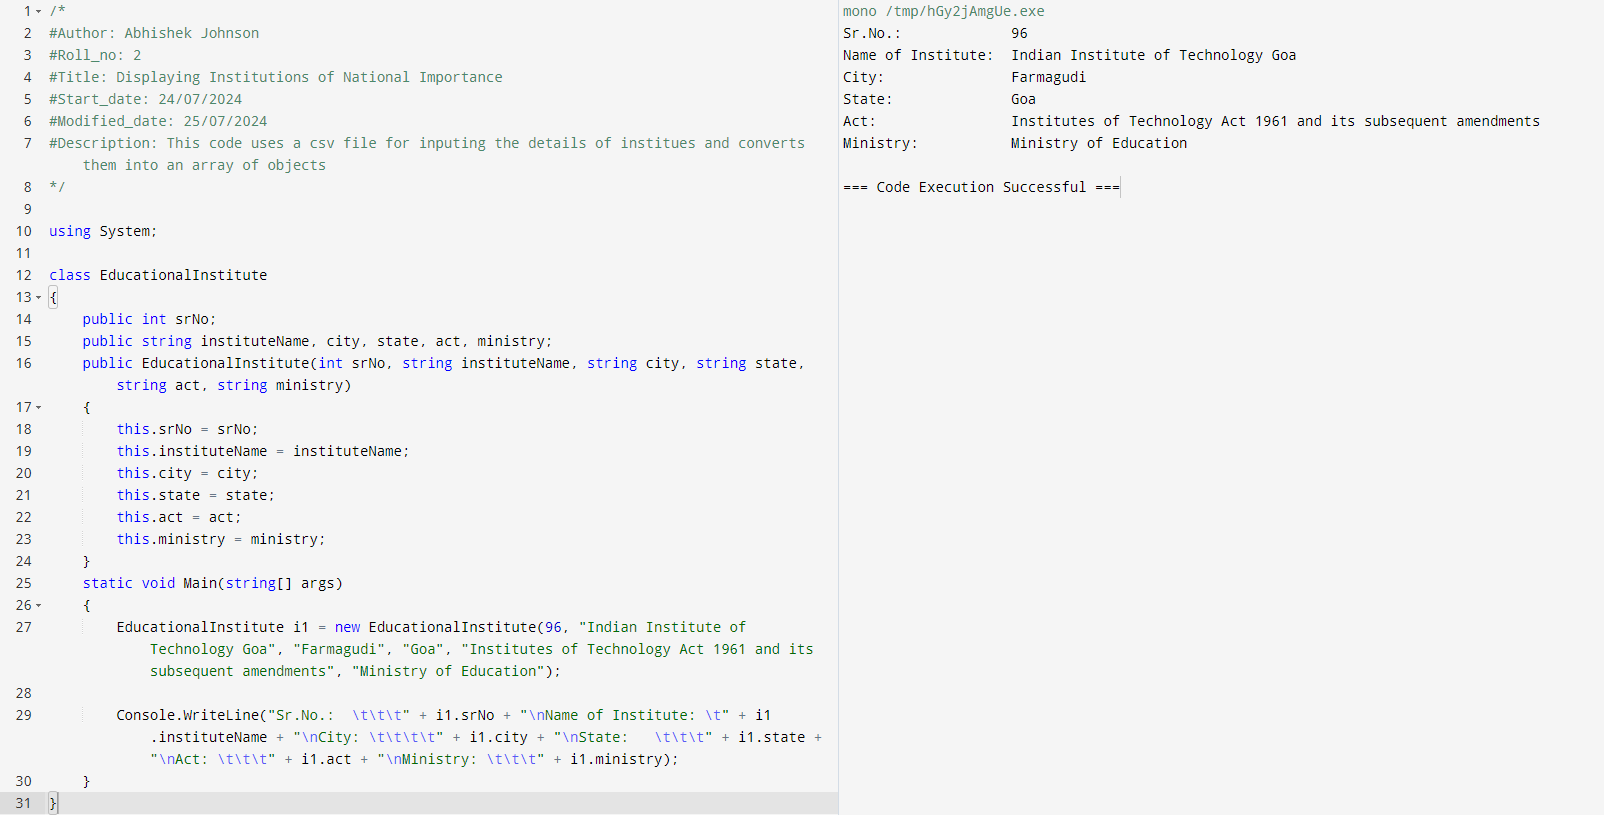 1 /*
2 #Author: Abhishek Johnson
3 #Roll_no: 2
4 #Title: Displaying Institutions of National Importance
5 #Start_date: 24/07/2024
6 #Modified_date: 25/07/2024
7 #Description: This code uses a csv file for inputing the details of institues and converts
them into an array of objects
8 */
9
10 using System;
11
12 class EducationalInstitute
13 {
14 public int srNo;
15 public string instituteName, city, state, act, ministry;
16 public EducationalInstitute(int srNo, string instituteName, string city, string state,
string act, string ministry)
17 {
18 this.srNo = srNo;
19 this.instituteName = instituteName;
20 this.city = city;
21 this.state = state;
22 this.act = act;
23 this.ministry = ministry;
24 }
25 static void Main(string[] args)
26 {
27 EducationalInstitute i1 = new EducationalInstitute(96, "Indian Institute of
Technology Goa", "Farmagudi", "Goa", "Institutes of Technology Act 1961 and its
subsequent amendments", "Ministry of Education");
28
29 Console.WriteLine("Sr.No.:  \t\t\t" + i1.srNo + "\nName of Institute: \t" + i1
.instituteName + "\nCity: \t\t\t\t" + i1.city + "\nState:   \t\t\t" + i1.state +
"\nAct: \t\t\t" + i1.act + "\nMinistry: \t\t\t" + i1.ministry);
30 }
31 }
mono /tmp/hGy2jAmgUe.exe
Sr.No.: 96
Name of Institute: Indian Institute of Technology Goa
City: Farmagudi
State: Goa
Act: Institutes of Technology Act 1961 and its subsequent amendments
Ministry: Ministry of Education
=== Code Execution Successful ===